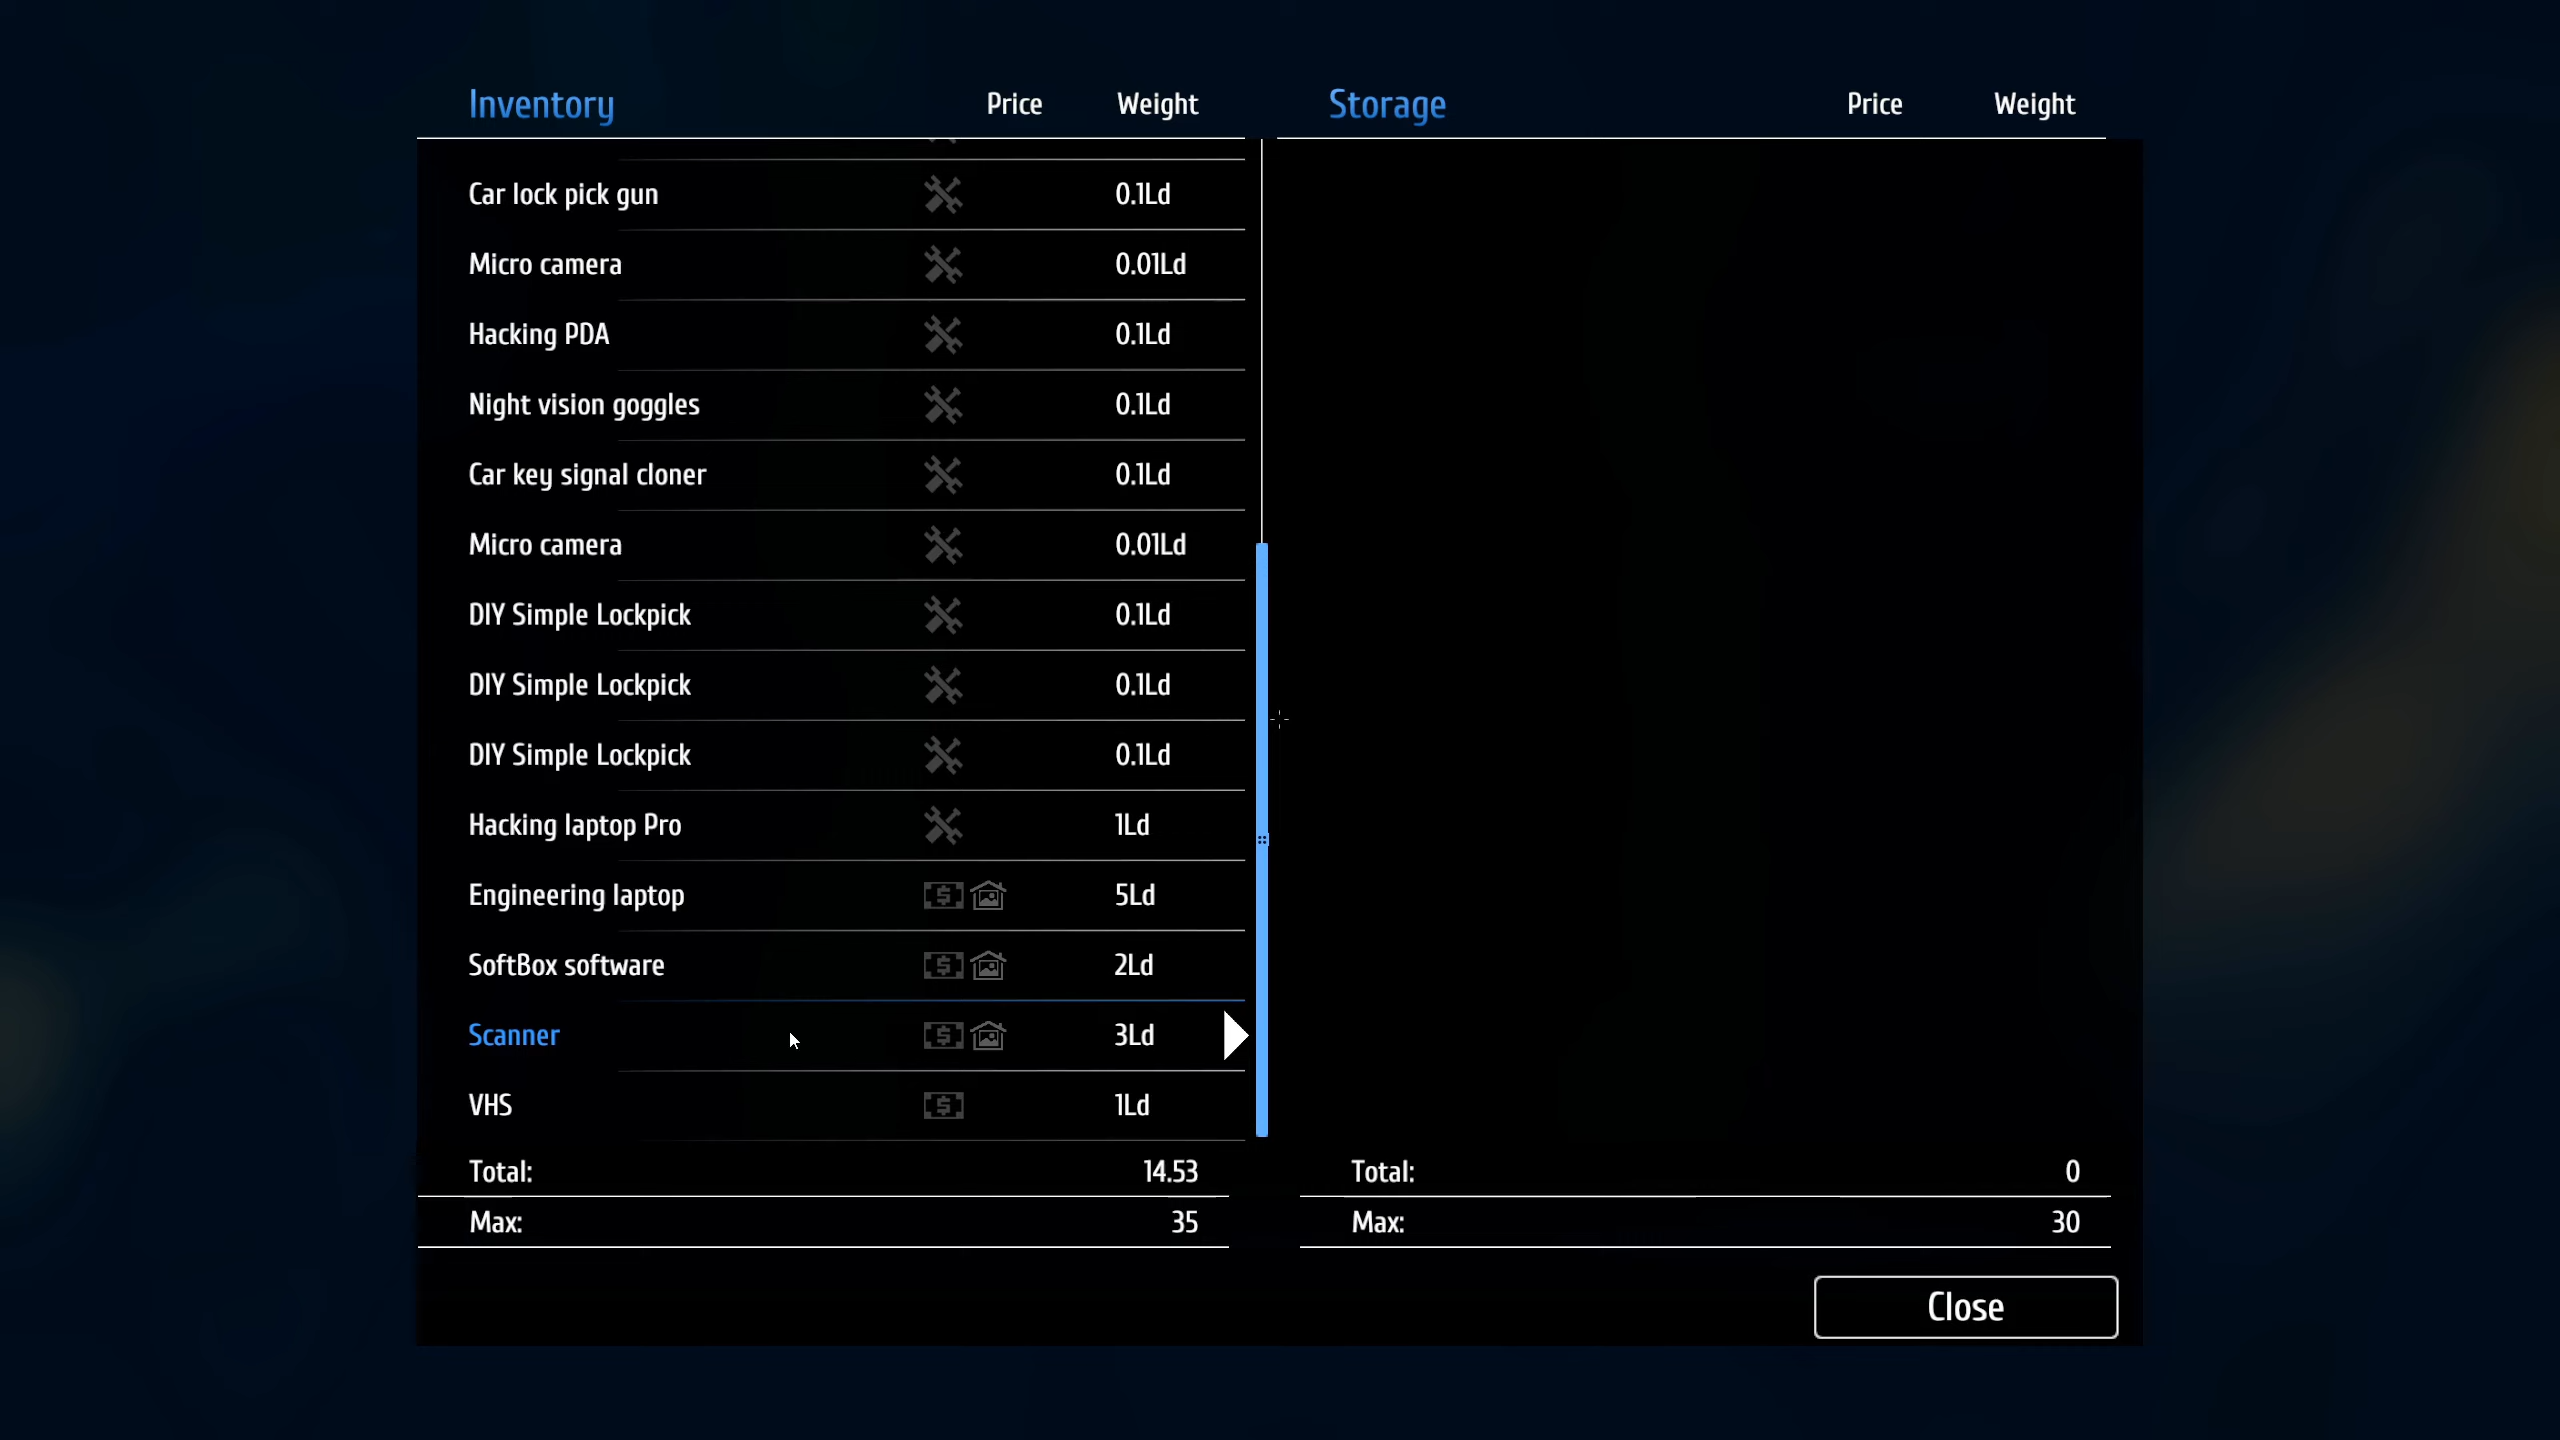 Inventory Price Weight Storage Price Weight
Car lock pick gun 0.1Ld
Micro camera 0.01Ld
Hacking PDA 0.1Ld
Night vision goggles 0.1Ld
Car key signal cloner 0.1Ld
Micro camera 0.01Ld
DIY Simple Lockpick 0.1Ld
DIY Simple Lockpick 0.1Ld
DIY Simple Lockpick 0.1Ld
Hacking laptop Pro 1Ld
Engineering laptop $ 5Ld
SoftBox software $ 2Ld
Scanner $ 3Ld
VHS $ 1Ld
Total: 14.53 Total: 0
Max: 35 Max: 30
Close